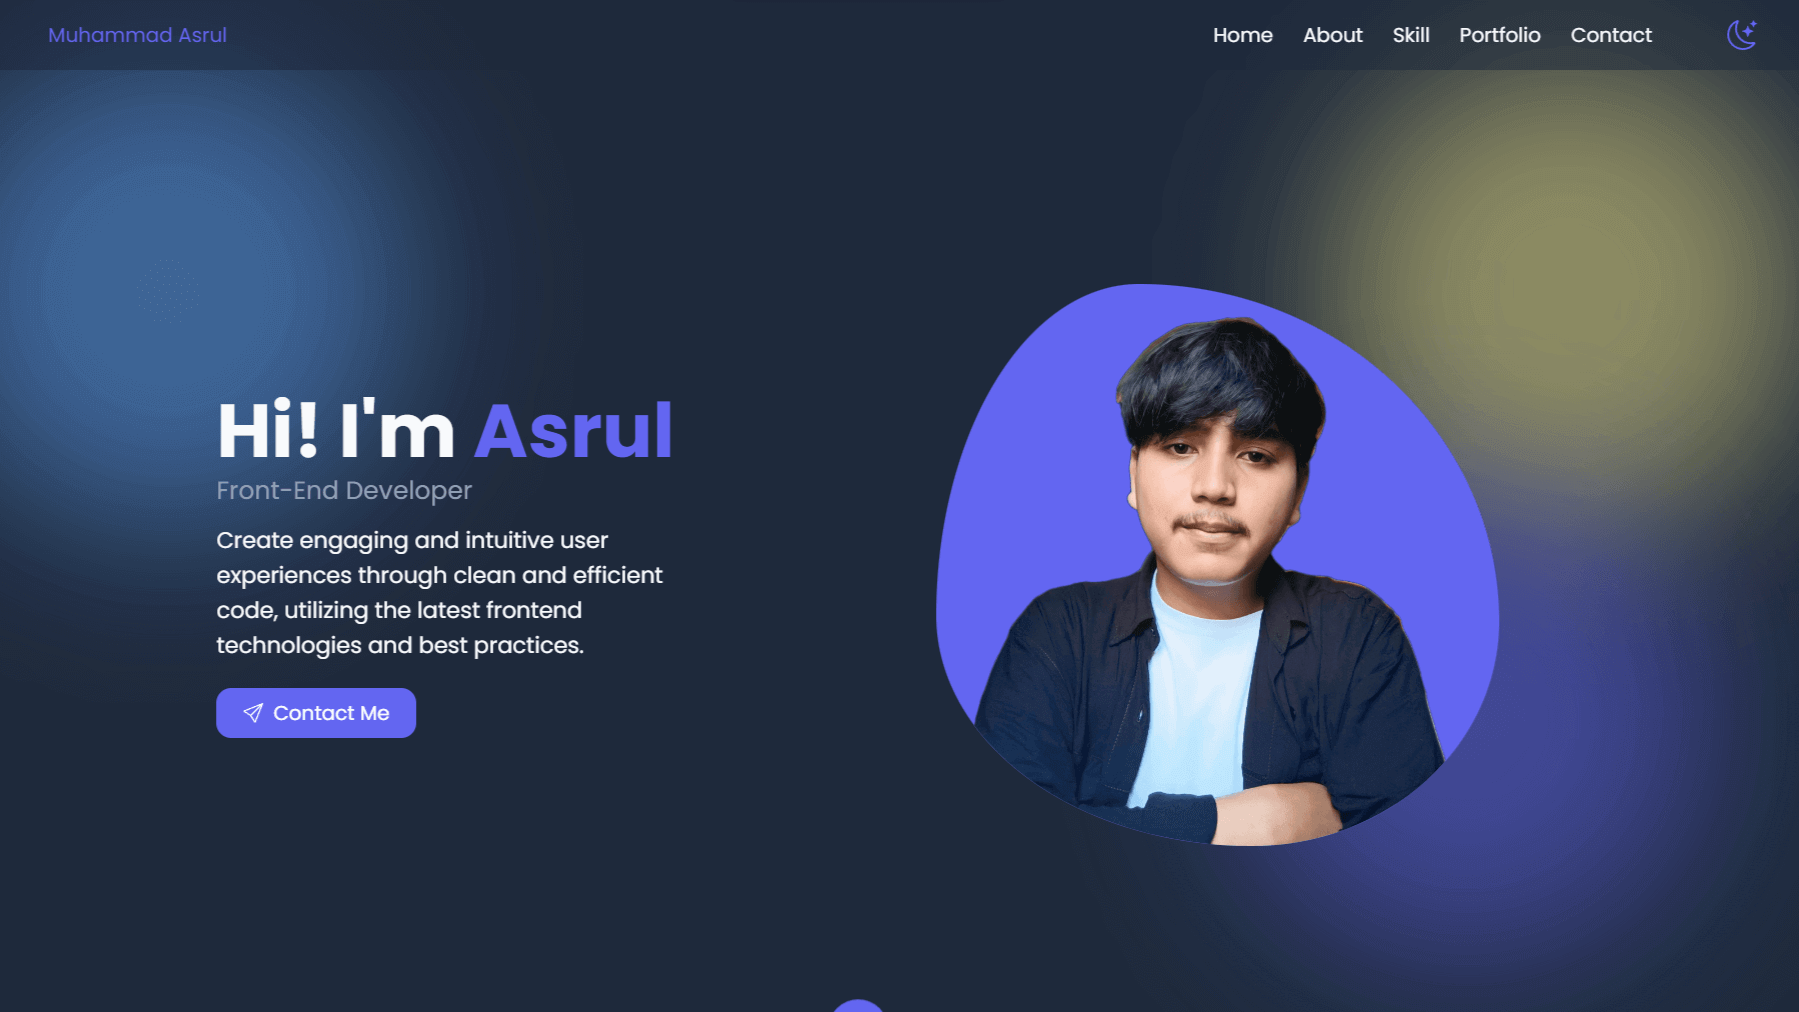 Muhammad Asrul
Home About Skill Portfolio Contact
Hi! I'm Asrul
Front-End Developer
Create engaging and intuitive user
experiences through clean and efficient
code, utilizing the latest frontend
technologies and best practices.
Contact Me